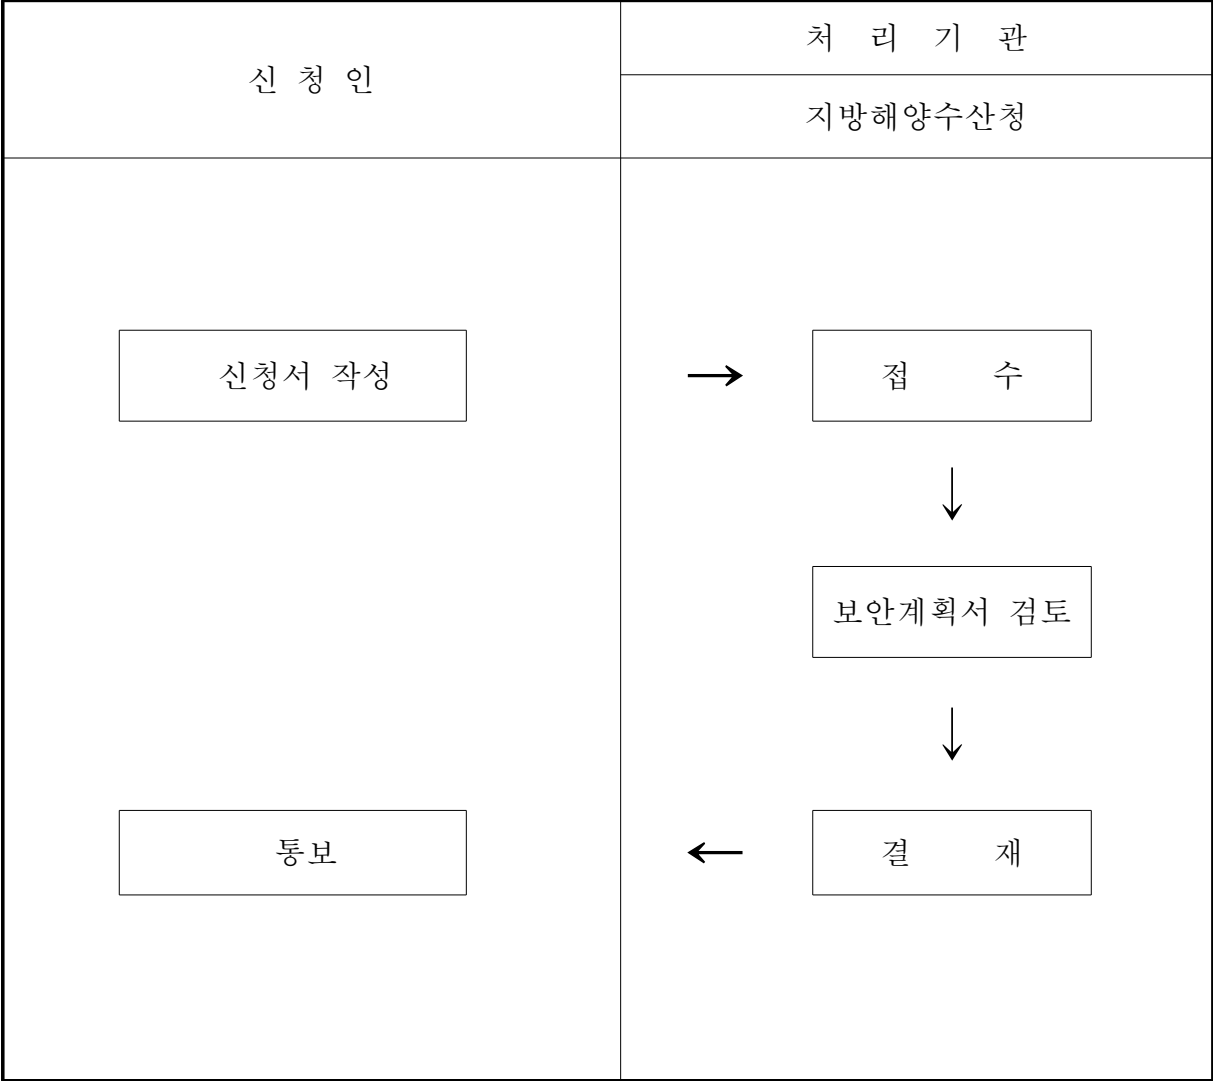 신 청 인
처 리 기 관
지방해양수산청
신청서 작성
→
접 수
↓
보안계획서 검토
↓
통보
←
결 재